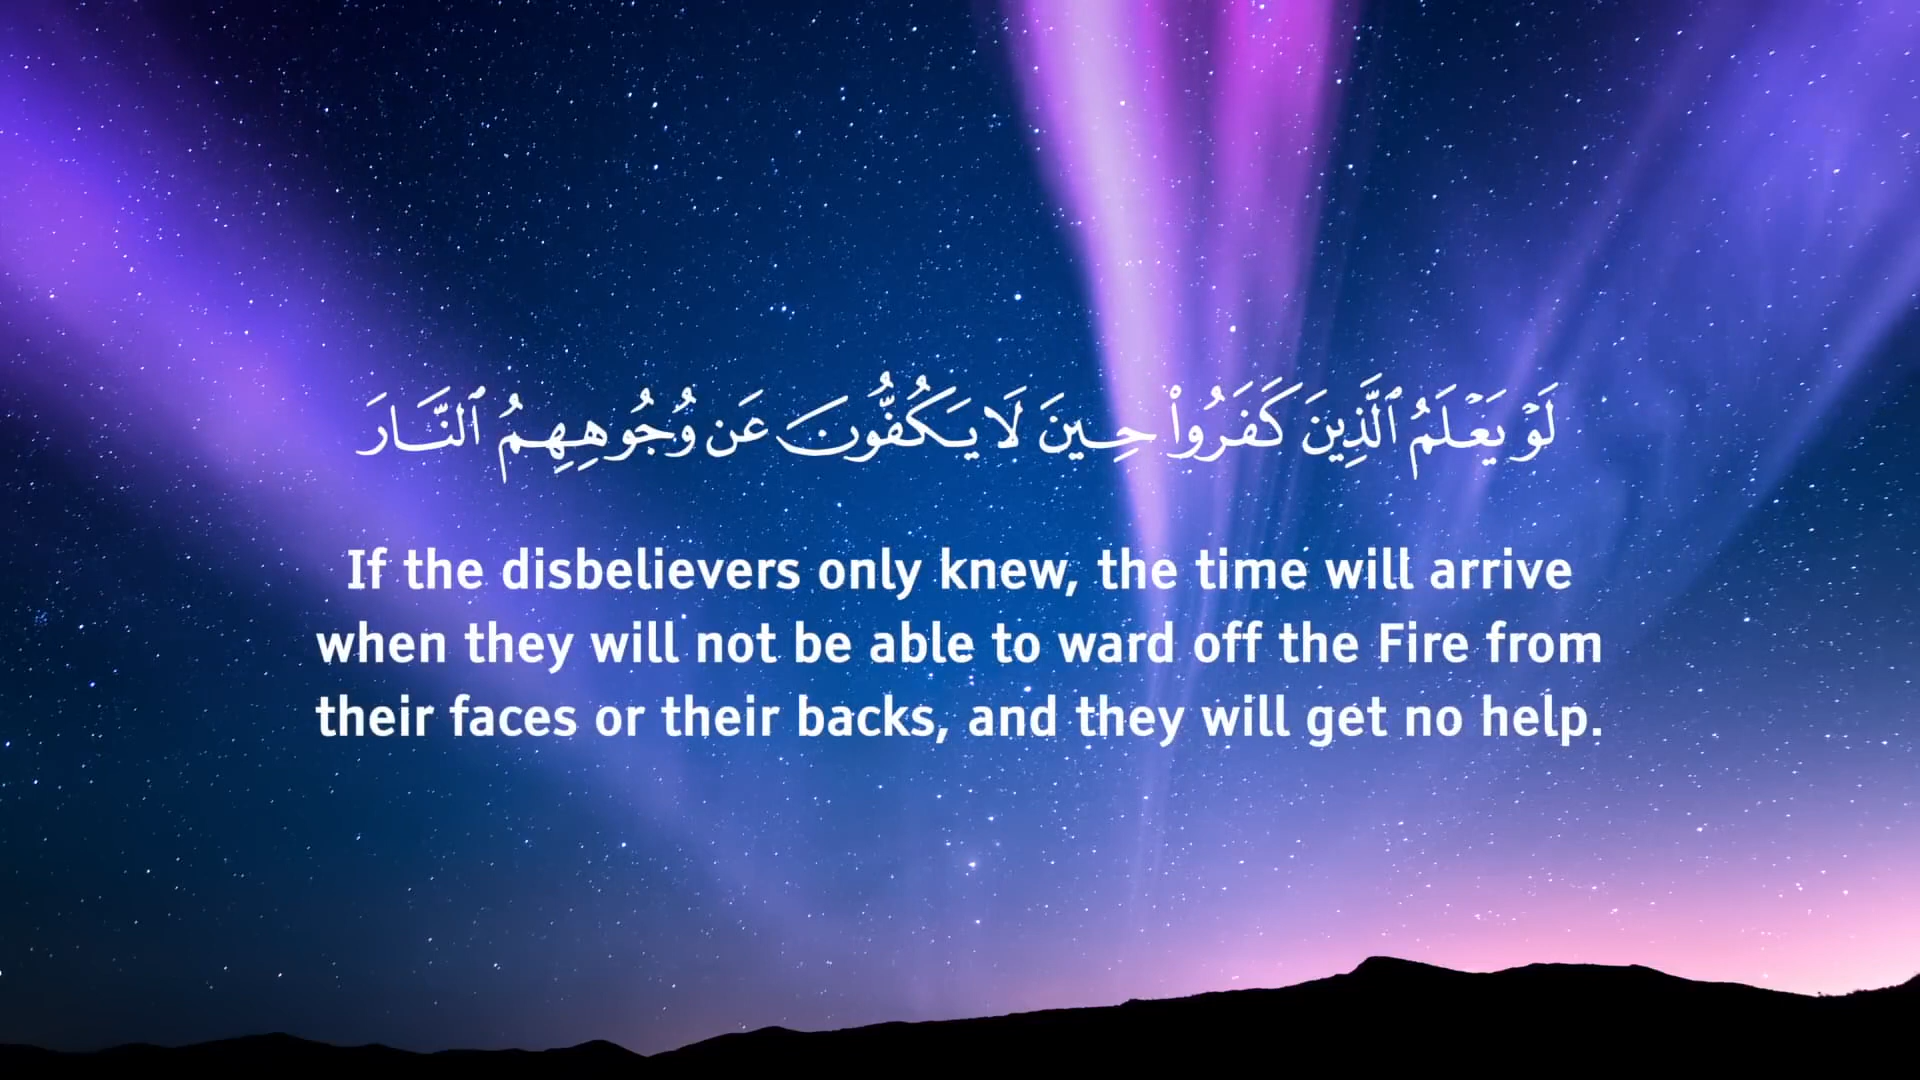 لَوْ يَعْلَمُ ٱلَّذِينَ كَفَرُوا۟ حِينَ لَا يَكُفُّونَ عَن وُجُوهِهِمُ ٱلنَّارَ
If the disbelievers only knew, the time will arrive
when they will not be able to ward off the Fire from
their faces or their backs, and they will get no help.